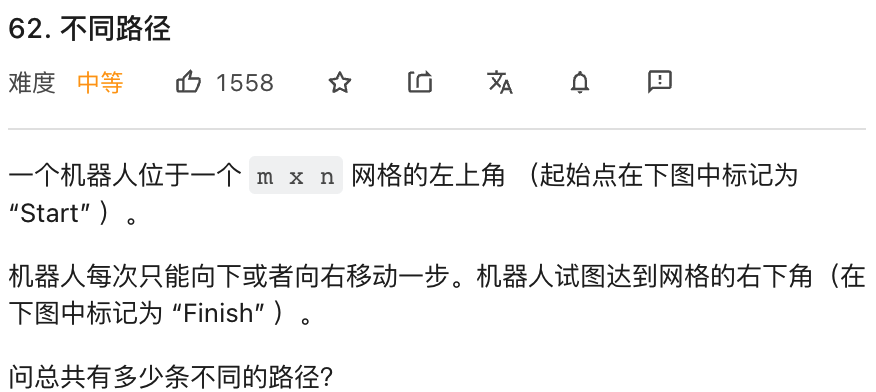 62. 不同路径
难度 中等 1558 文A
一个机器人位于一个 m x n 网格的左上角 （起始点在下图中标记为
“Start” ）。
机器人每次只能向下或者向右移动一步。机器人试图达到网格的右下角（在
下图中标记为 “Finish” ）。
问总共有多少条不同的路径?